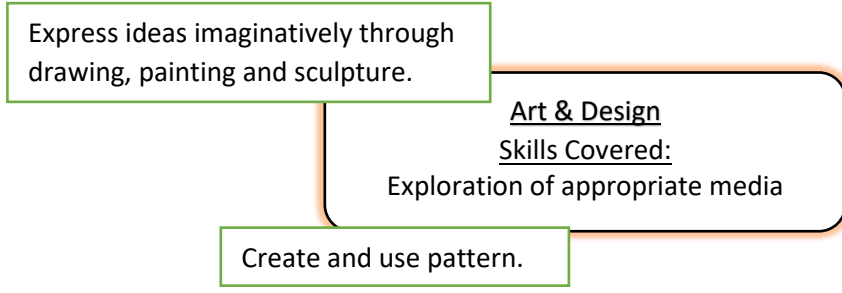 Express ideas imaginatively through
drawing, painting and sculpture.
Art & Design
Skills Covered:
Exploration of appropriate media
Create and use pattern.